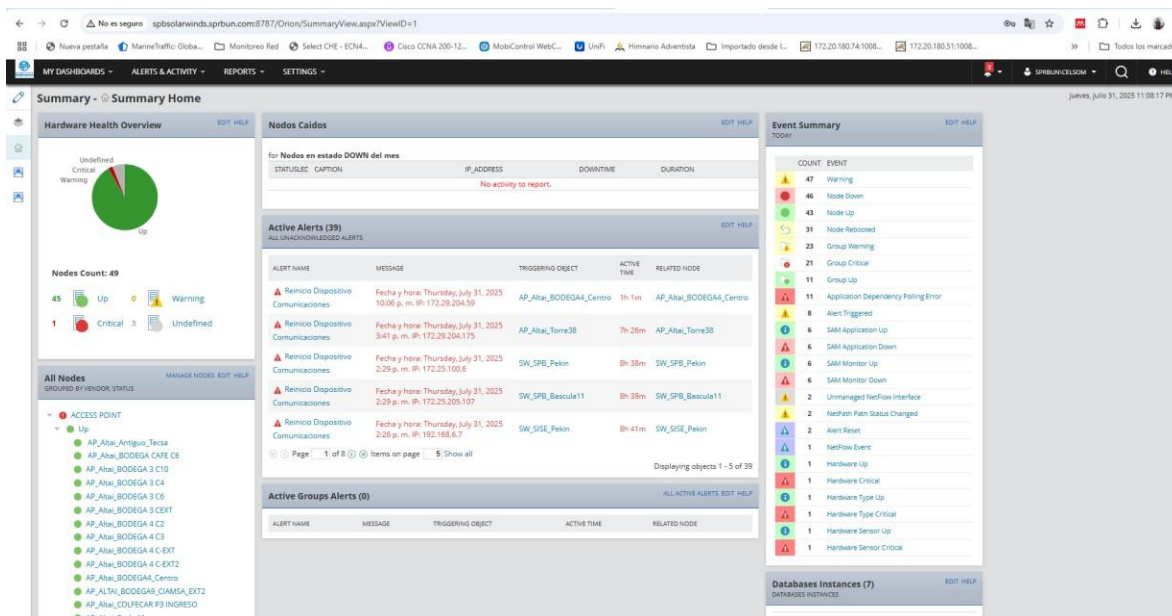 No es seguro spbsolarwinds.sprbun.com:8787/Orion/SummaryView.aspx?ViewID=1
Nueva pestaña MarineTraffic: Globa... Monitoreo Red Select CHE - ECN4... Cisco CCNA 200-12... MobiControl WebC... UniFi Himnario Adventista Importado desde I... 172.20.180.74:1008... 172.20.180.51:1008... » Todos los marcad
MY DASHBOARDS ALERTS & ACTIVITY REPORTS SETTINGS SPRBUN\CELSOM HEL
Summary - Summary Home
jueves, julio 31, 2025 11:08:17 PM
Hardware Health Overview EDIT HELP
Undefined
Critical
Warning
Up
Nodes Count: 49
45 Up 0 Warning
1 Critical 3 Undefined
All Nodes MANAGE NODES EDIT HELP
GROUPED BY VENDOR, STATUS
ACCESS POINT
Up
AP_Altai_Antiguo_Tecsa
AP_Altai_BODEGA CAFE C6
AP_Altai_BODEGA 3 C10
AP_Altai_BODEGA 3 C4
AP_Altai_BODEGA 3 C6
AP_Altai_BODEGA 3 CEXT
AP_Altai_BODEGA 4 C2
AP_Altai_BODEGA 4 C3
AP_Altai_BODEGA 4 C-EXT
AP_Altai_BODEGA 4 C-EXT2
AP_Altai_BODEGA4_Centro
AP_ALTAI_BODEGA9_CIAMSA_EXT2
AP_Altai_COLFECAR P3 INGRESO
Nodos Caidos EDIT HELP
for Nodos en estado DOWN del mes
STATUSLEC CAPTION IP_ADDRESS DOWNTIME DURATION
No activity to report.
Active Alerts (39) EDIT HELP
ALL UNACKNOWLEDGED ALERTS
ALERT NAME MESSAGE TRIGGERING OBJECT ACTIVE TIME RELATED NODE
Reinicio Dispositivo Fecha y hora: Thursday, July 31, 2025
Comunicaciones 10:06 p. m. IP: 172.29.204.59 AP_Altai_BODEGA4_Centro 1h 1m AP_Altai_BODEGA4_Centro
Reinicio Dispositivo Fecha y hora: Thursday, July 31, 2025
Comunicaciones 3:41 p. m. IP: 172.29.204.175 AP_Altai_Torre38 7h 26m AP_Altai_Torre38
Reinicio Dispositivo Fecha y hora: Thursday, July 31, 2025
Comunicaciones 2:29 p. m. IP: 172.25.100.6 SW_SPB_Pekin 8h 38m SW_SPB_Pekin
Reinicio Dispositivo Fecha y hora: Thursday, July 31, 2025
Comunicaciones 2:29 p. m. IP: 172.25.205.107 SW_SPB_Bascula11 8h 39m SW_SPB_Bascula11
Reinicio Dispositivo Fecha y hora: Thursday, July 31, 2025
Comunicaciones 2:26 p. m. IP: 192.168.6.7 SW_SISE_Pekin 8h 41m SW_SISE_Pekin
Page 1 of 8 Items on page 5 Show all
Displaying objects 1 - 5 of 39
Active Groups Alerts (0) ALL ACTIVE ALERTS EDIT HELP
ALERT NAME MESSAGE TRIGGERING OBJECT ACTIVE TIME RELATED NODE
Event Summary EDIT HELP
TODAY
COUNT EVENT
47 Warning
46 Node Down
43 Node Up
31 Node Rebooted
23 Group Warning
21 Group Critical
11 Group Up
11 Application Dependency Polling Error
8 Alert Triggered
6 SAM Application Up
6 SAM Application Down
6 SAM Monitor Up
6 SAM Monitor Down
2 Unmanaged NetFlow Interface
2 NetPath Path Status Changed
2 Alert Reset
1 NetFlow Event
1 Hardware Up
1 Hardware Critical
1 Hardware Type Up
1 Hardware Type Critical
1 Hardware Sensor Up
1 Hardware Sensor Critical
Databases Instances (7) EDIT HELP
DATABASES INSTANCES